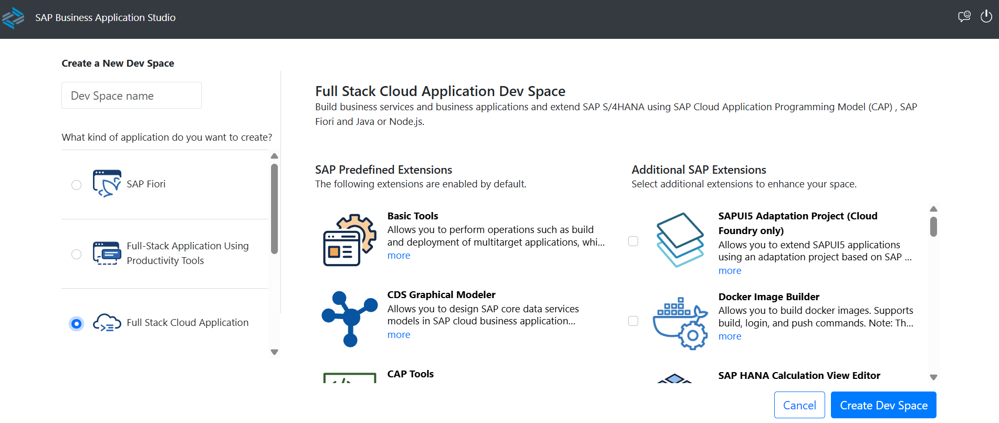 SAP Business Application Studio
Create a New Dev Space
Dev Space name
What kind of application do you want to create?
SAP Fiori
Full-Stack Application Using
Productivity Tools
Full Stack Cloud Application
Full Stack Cloud Application Dev Space
Build business services and business applications and extend SAP S/4HANA using SAP Cloud Application Programming Model (CAP) , SAP
Fiori and Java or Node.js.
SAP Predefined Extensions
The following extensions are enabled by default.
Basic Tools
Allows you to perform operations such as build
and deployment of multitarget applications, whi...
more
CDS Graphical Modeler
Allows you to design SAP core data services
models in SAP cloud business application...
more
CAP Tools
Additional SAP Extensions
Select additional extensions to enhance your space.
SAPUI5 Adaptation Project (Cloud
Foundry only)
Allows you to extend SAPUI5 applications
using an adaptation project based on SAP ...
more
Docker Image Builder
Allows you to build docker images. Supports
build, login, and push commands. Note: Th...
more
SAP HANA Calculation View Editor
Cancel
Create Dev Space